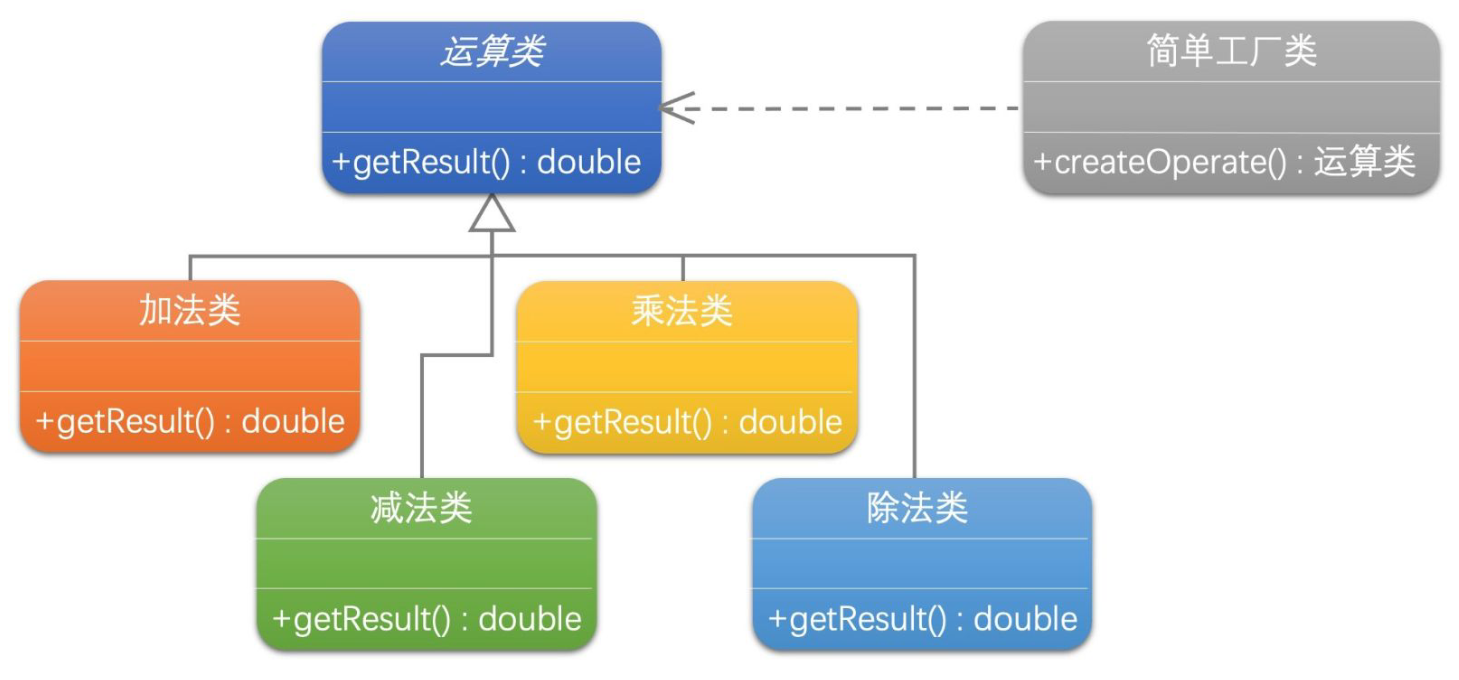 运算类
+getResult() : double
简单工厂类
+createOperate() : 运算类
加法类
+getResult() : double
乘法类
+getResult() : double
减法类
+getResult() : double
除法类
+getResult() : double